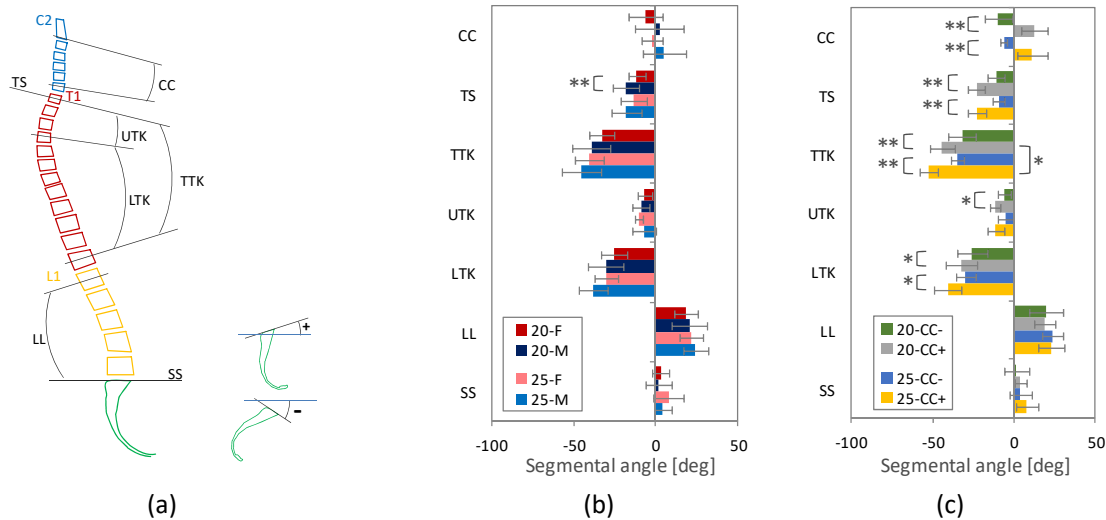 C2
CC
TS
T1
UTK
LTK
TTK
L1
LL
SS
+
-
(a)
CC
TS
TTK
UTK
LTK
LL
SS
**
20-F
20-M
25-F
25-M
-100
-50
0
50
Segmental angle [deg]
(b)
CC
TS
TTK
UTK
LTK
LL
SS
**
**
**
**
**
**
*
*
*
*
20-CC-
20-CC+
25-CC-
25-CC+
-100
-50
0
50
Segmental angle [deg]
(c)